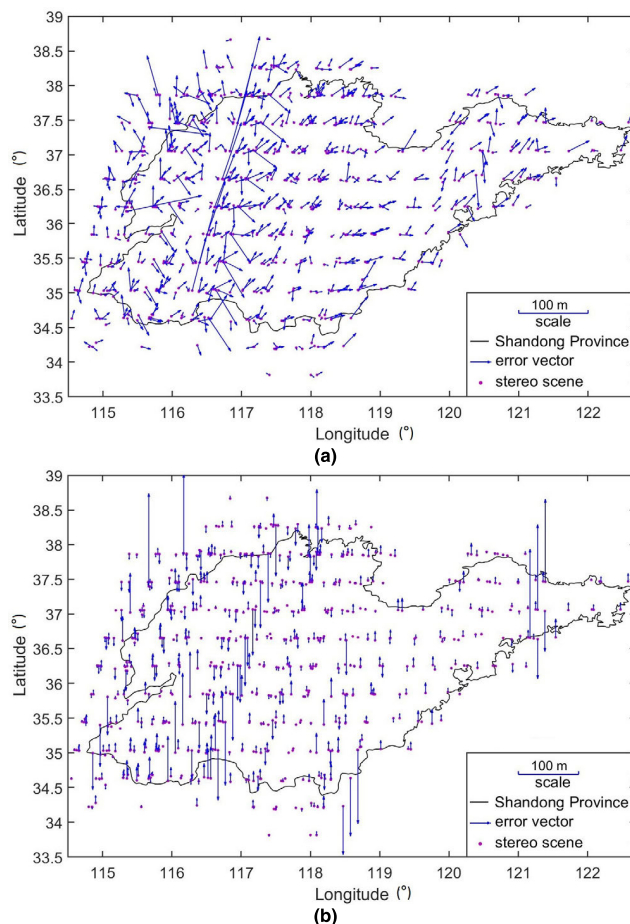 39
38.5
38
37.5
37
36.5
36
35.5
35
34.5
34
33.5
Latitude (°)
100 m
scale
Shandong Province
error vector
stereo scene
115 116 117 118 119 120 121 122
Longitude (°)
(a)
39
38.5
38
37.5
37
36.5
36
35.5
35
34.5
34
33.5
Latitude (°)
100 m
scale
Shandong Province
error vector
stereo scene
115 116 117 118 119 120 121 122
Longitude (°)
(b)